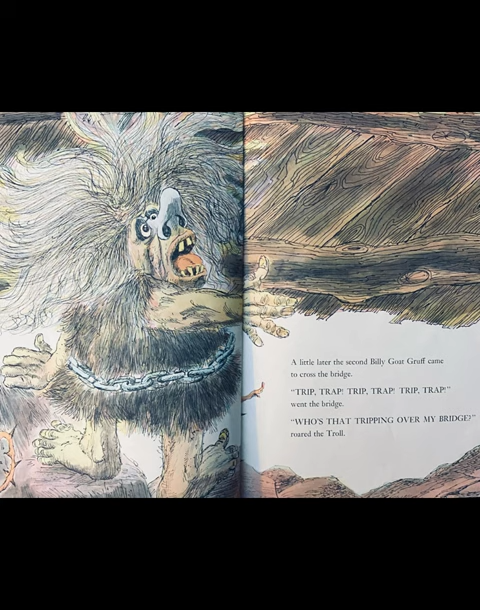 A little later the second Billy Goat Gruff came
to cross the bridge.
"TRIP, TRAP! TRIP, TRAP! TRIP, TRAP!"
went the bridge.
"WHO'S THAT TRIPPING OVER MY BRIDGE?"
roared the Troll.